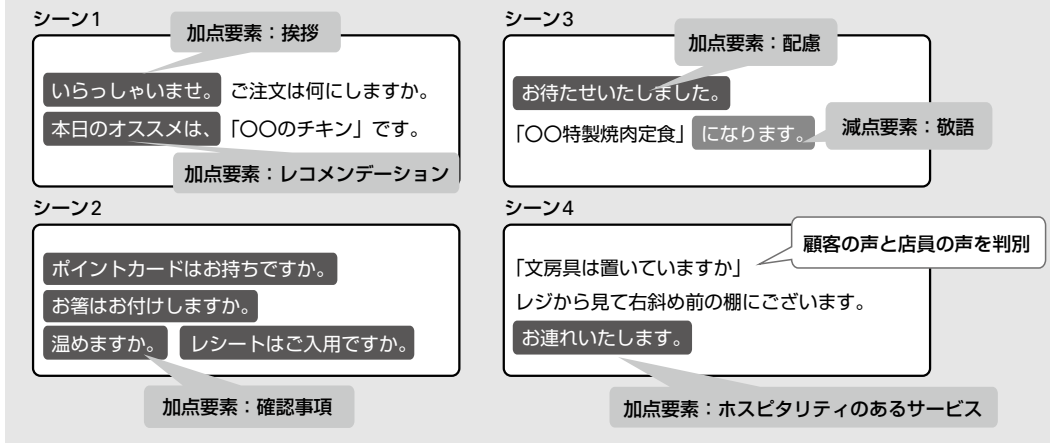 シーン1
加点要素：挨拶
いらっしゃいませ。ご注文は何にしますか。
本日のオススメは、「〇〇のチキン」です。
加点要素：レコメンデーション
シーン2
ポイントカードはお持ちですか。
お箸はお付けしますか。
温めますか。 レシートはご入用ですか。
加点要素：確認事項
シーン3
加点要素：配慮
お待たせいたしました。
「〇〇特製焼肉定食」になります。
減点要素：敬語
シーン4
顧客の声と店員の声を判別
「文房具は置いていますか」
レジから見て右斜め前の棚にございます。
お連れいたします。
加点要素：ホスピタリティのあるサービス